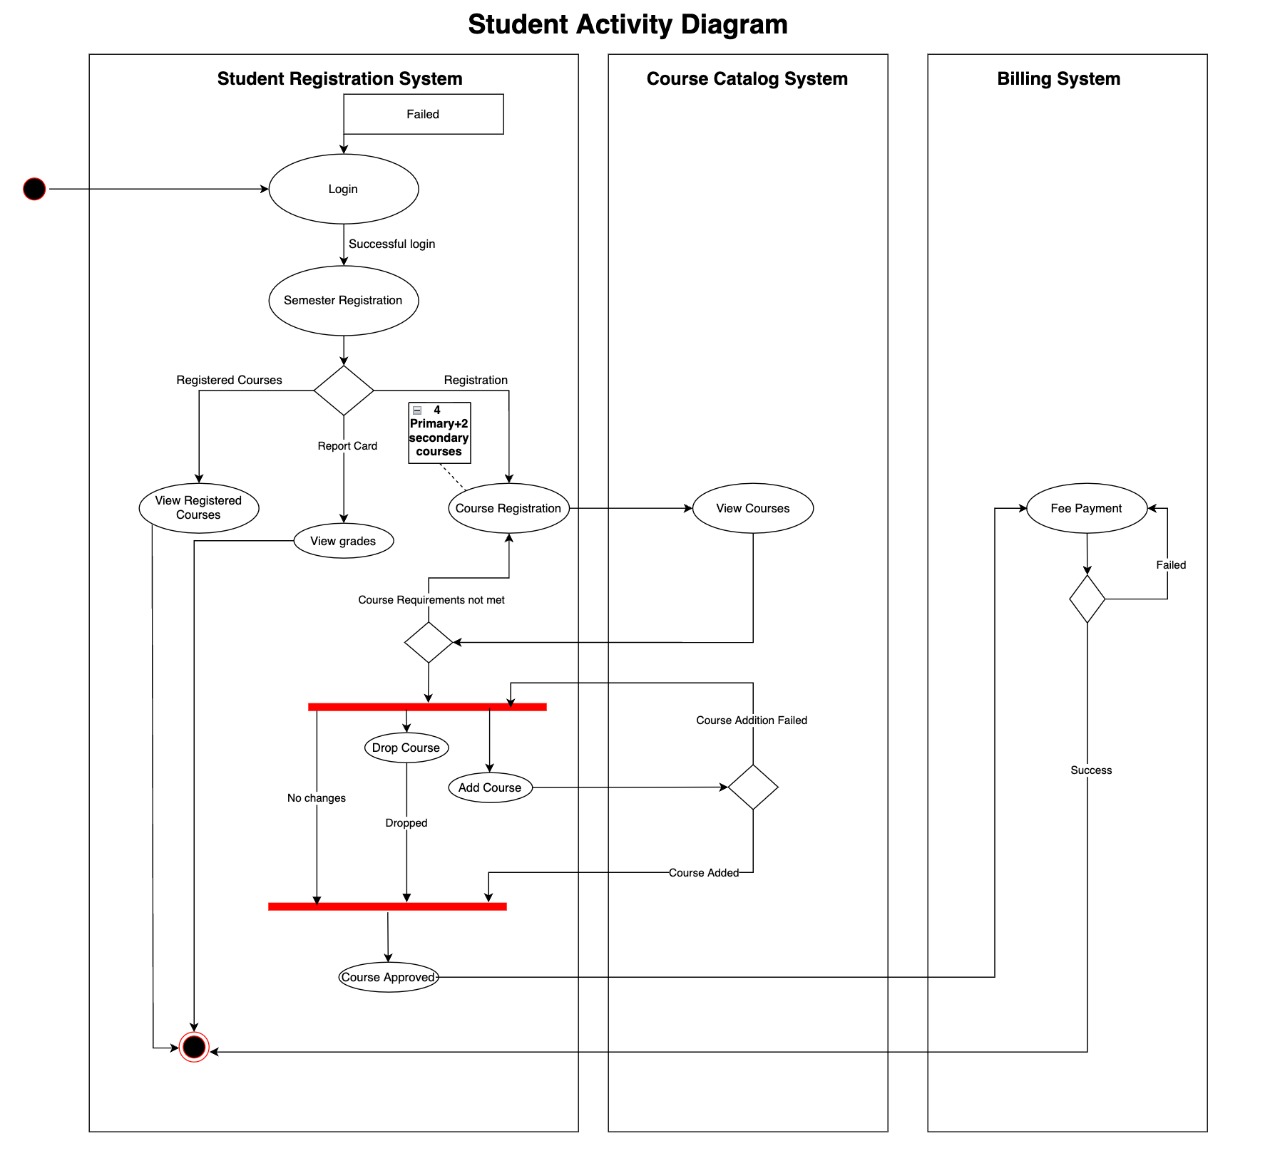 Student Activity Diagram
Student Registration System
Course Catalog System
Billing System
Failed
Login
Successful login
Semester Registration
Registered Courses
Registration
4
Primary+2
secondary
courses
Report Card
View Registered
Courses
Course Registration
View Courses
Fee Payment
View grades
Failed
Course Requirements not met
Course Addition Failed
Drop Course
Success
Add Course
No changes
Dropped
Course Added
Course Approved